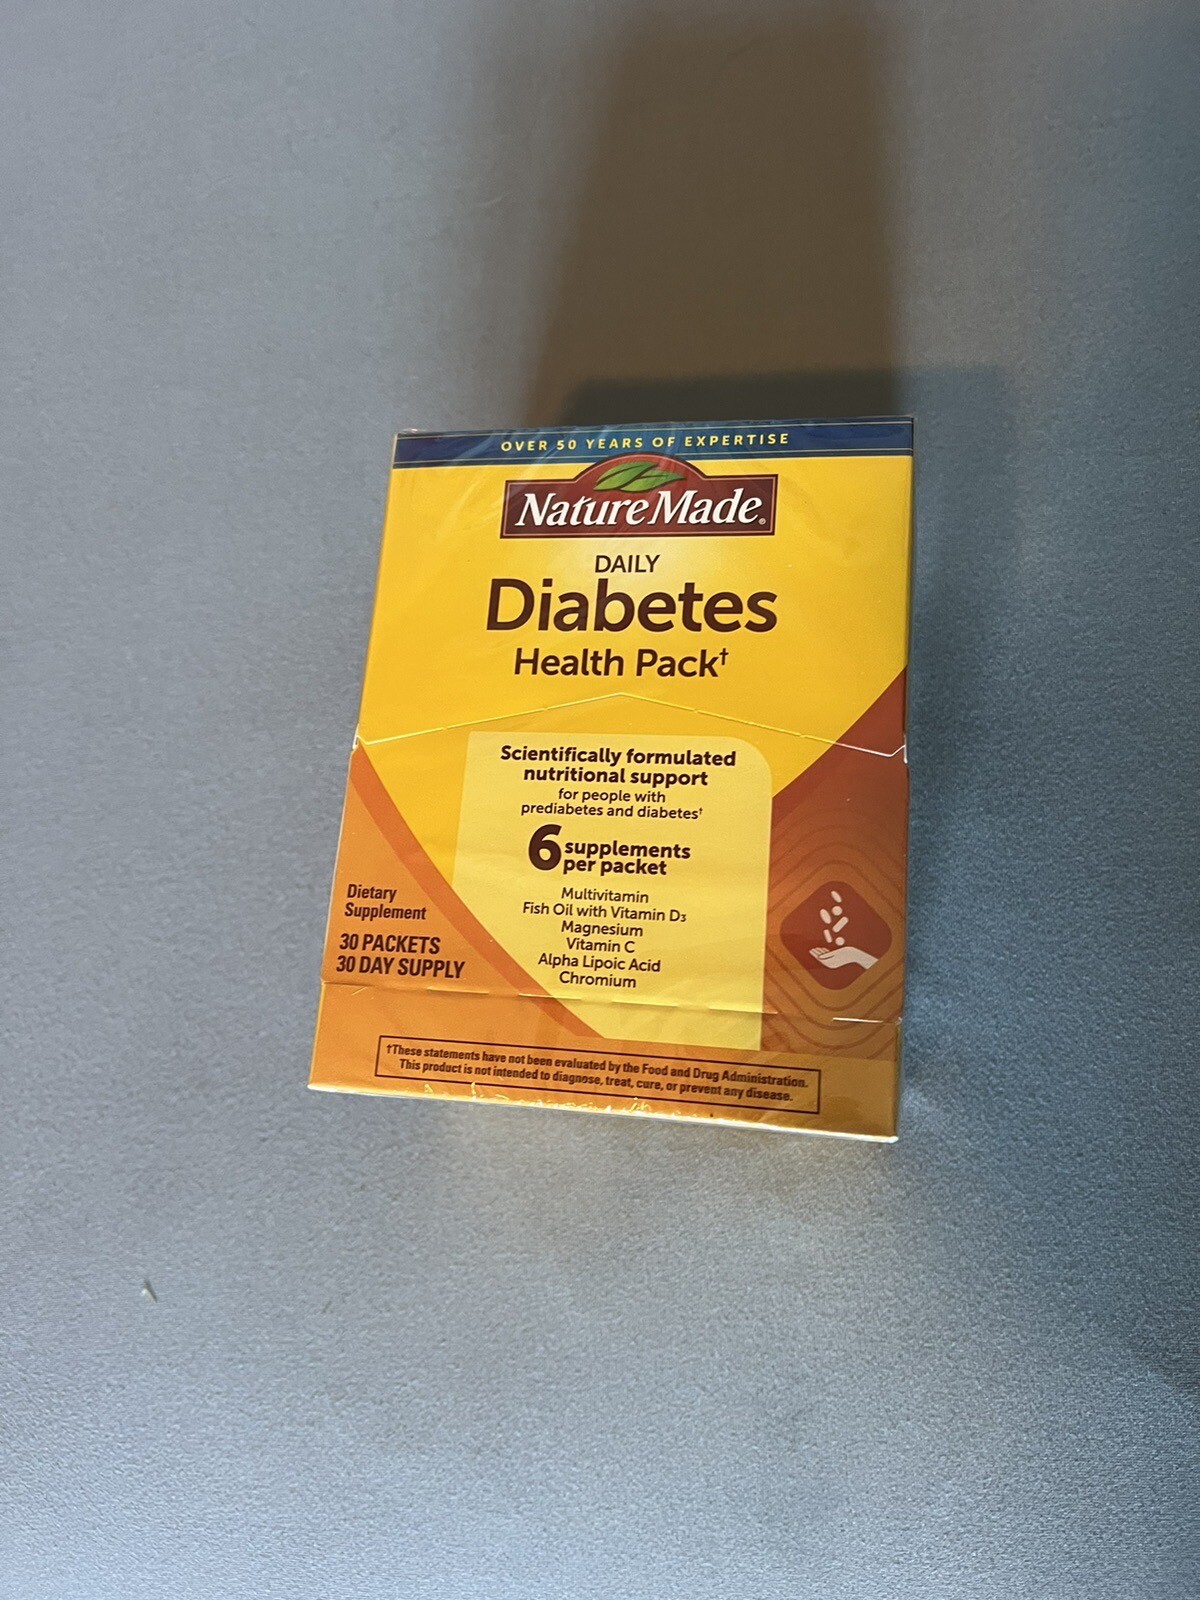 OVER 50 YEARS OF EXPERTISE
Nature Made®
DAILY
Diabetes
Health Pack†
Scientifically formulated
nutritional support
for people with
prediabetes and diabetes†
6 supplements
per packet
Multivitamin
Fish Oil with Vitamin D₃
Magnesium
Vitamin C
Alpha Lipoic Acid
Chromium
Dietary
Supplement
30 PACKETS
30 DAY SUPPLY
†These statements have not been evaluated by the Food and Drug Administration.
This product is not intended to diagnose, treat, cure, or prevent any disease.